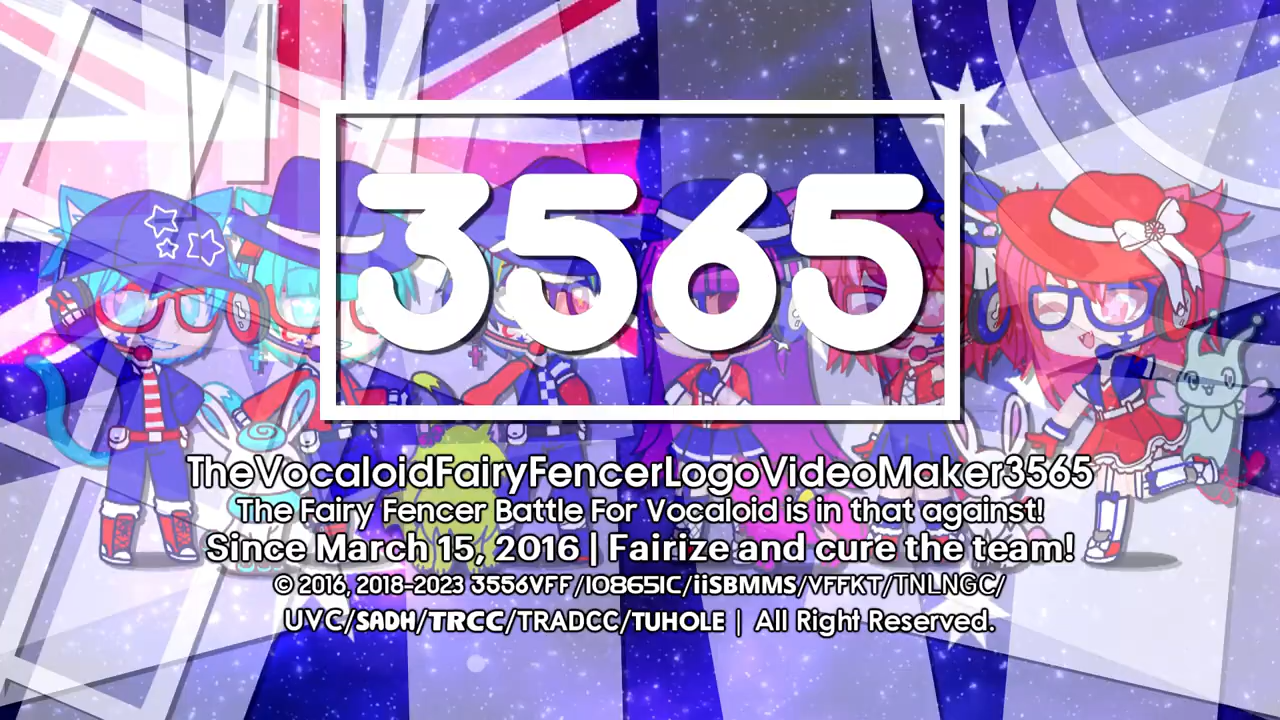 3565
TheVocaloidFairyFencerLogoVideoMaker3565
The Fairy Fencer Battle For Vocaloid is in that against!
Since March 15, 2016 | Fairize and cure the team!
© 2016, 2018-2023 3556VFF/IO865IC/iiSBMMS/VFFKT/TNLNGC/
UVC/SADH/TRCC/TRADCC/TUHOLE | All Right Reserved.